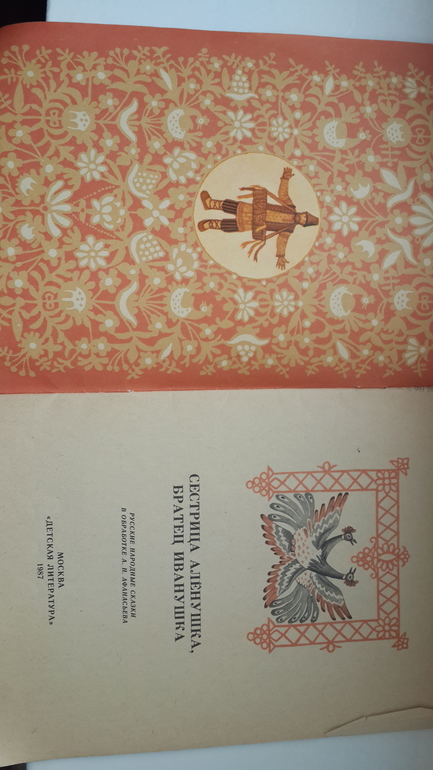 СЕСТРИЦА АЛЁНУШКА,
БРАТЕЦ ИВАНУШКА
РУССКИЕ НАРОДНЫЕ СКАЗКИ
В ОБРАБОТКЕ А. Н. АФАНАСЬЕВА
МОСКВА
«ДЕТСКАЯ ЛИТЕРАТУРА»
1987